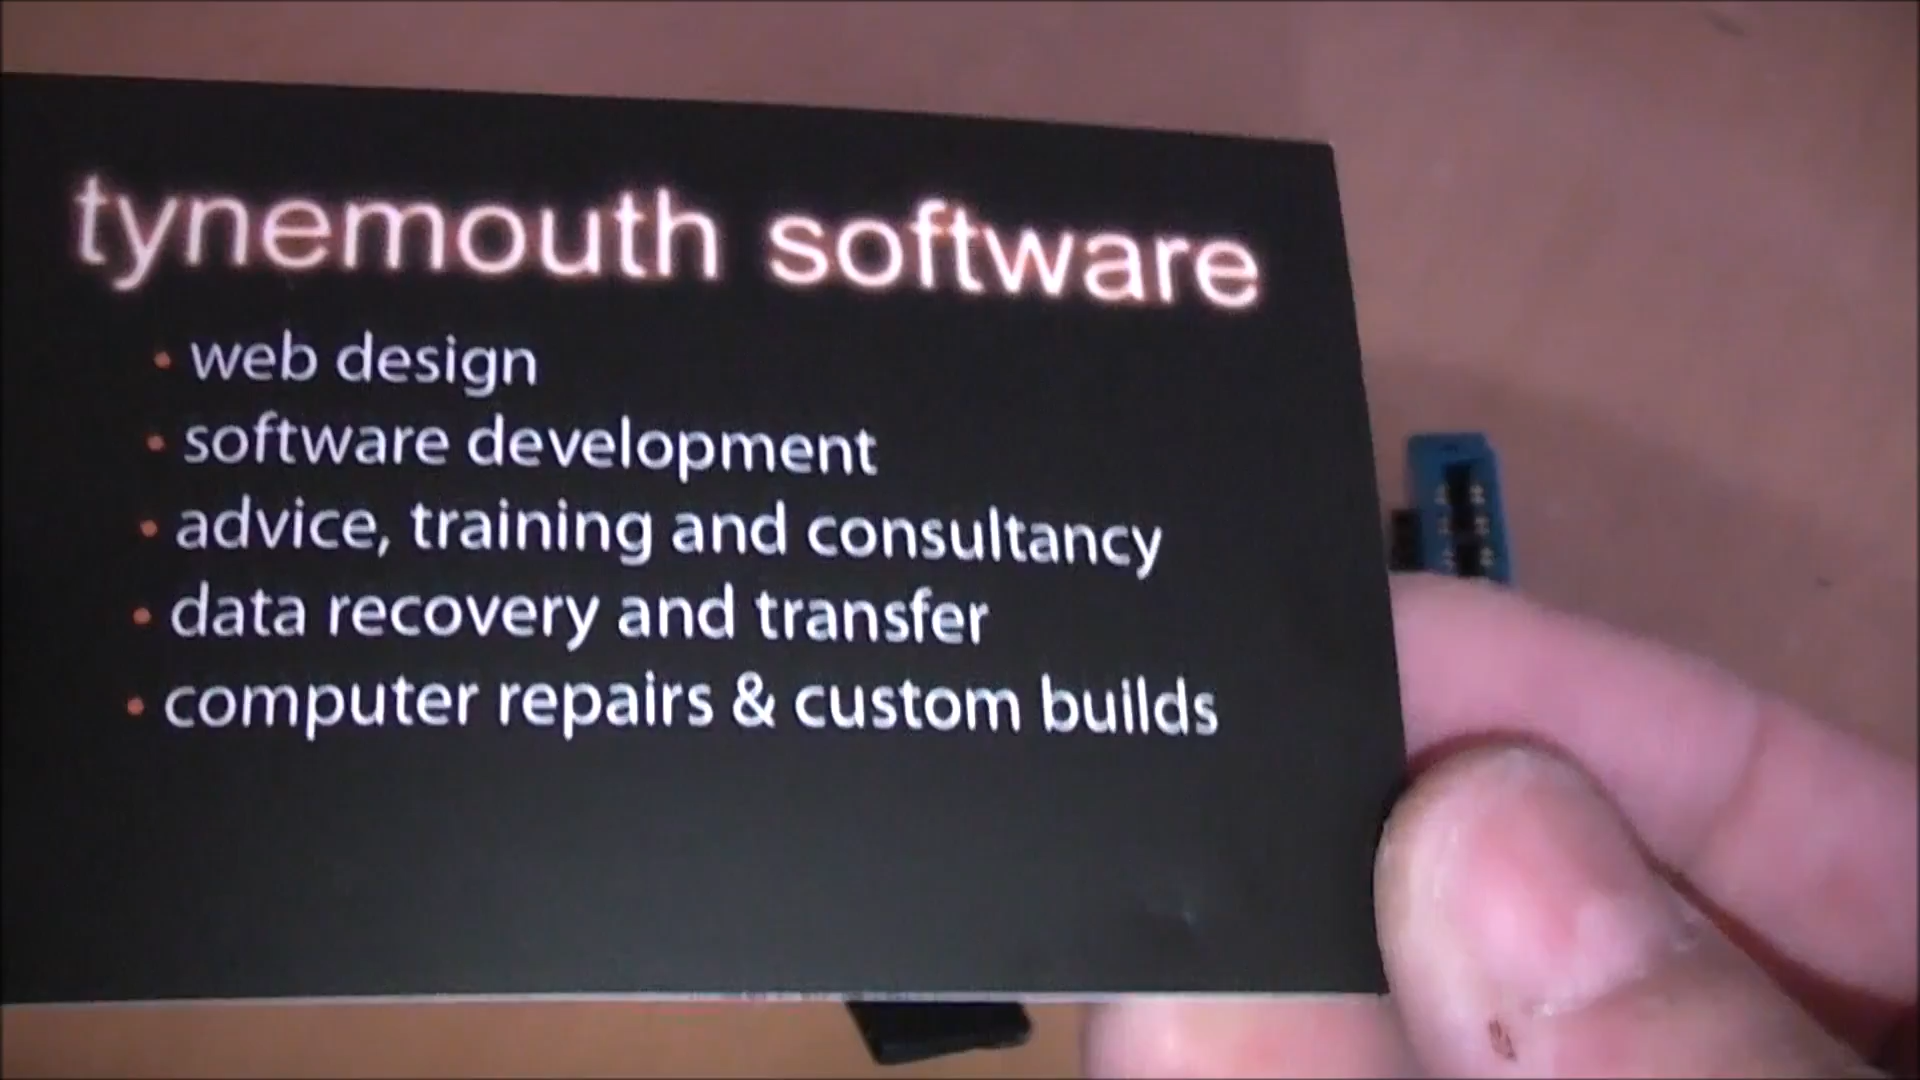 tynemouth software
• web design
• software development
• advice, training and consultancy
• data recovery and transfer
• computer repairs & custom builds